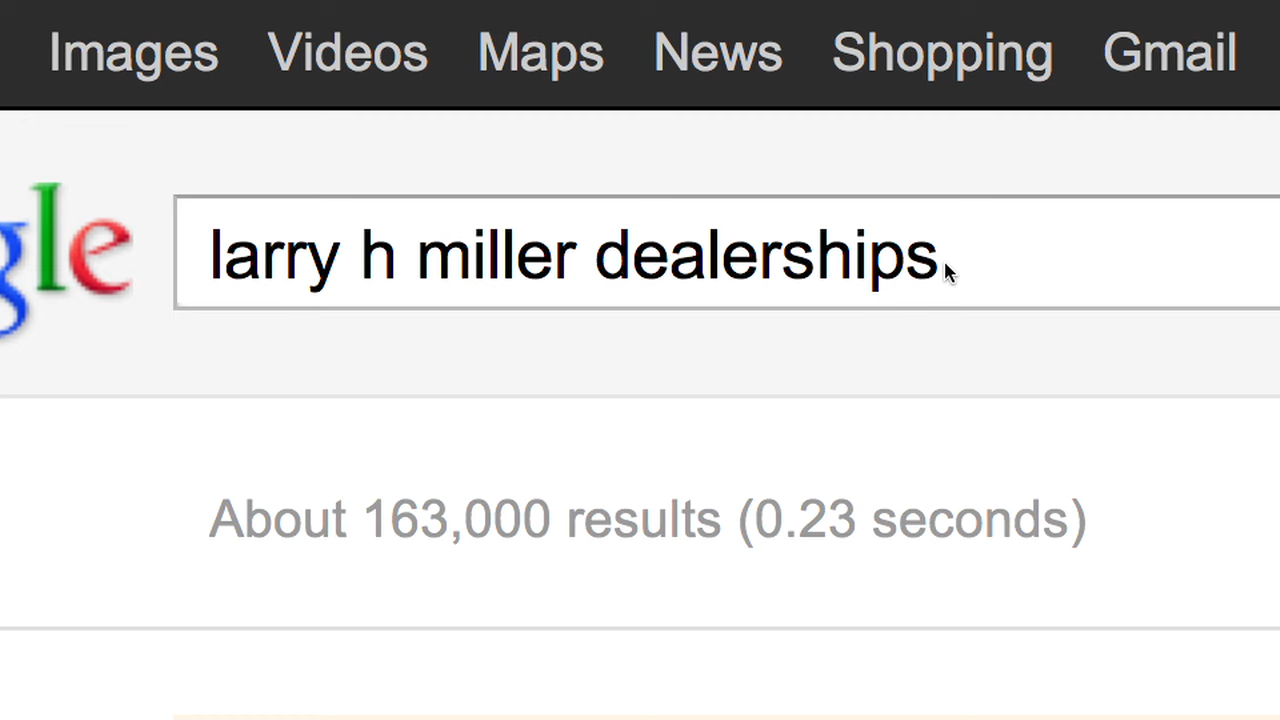 Images Videos Maps News Shopping Gmail
gle larry h miller dealerships
About 163,000 results (0.23 seconds)